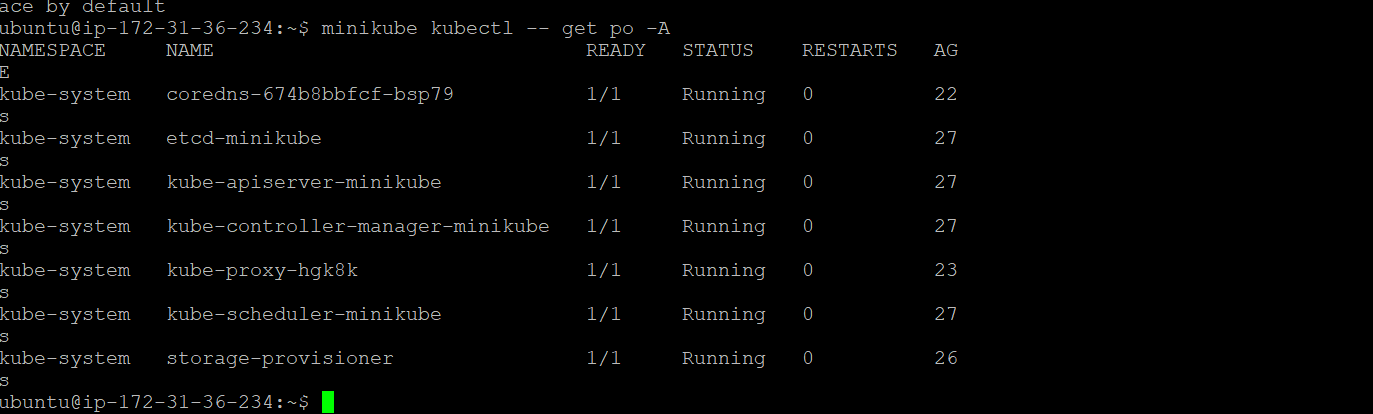 ace by default
ubuntu@ip-172-31-36-234:~$ minikube kubectl -- get po -A
NAMESPACE     NAME                               READY   STATUS    RESTARTS   AG
E
kube-system   coredns-674b8bbfcf-bsp79           1/1     Running   0          22
s
kube-system   etcd-minikube                      1/1     Running   0          27
s
kube-system   kube-apiserver-minikube            1/1     Running   0          27
s
kube-system   kube-controller-manager-minikube   1/1     Running   0          27
s
kube-system   kube-proxy-hgk8k                   1/1     Running   0          23
s
kube-system   kube-scheduler-minikube            1/1     Running   0          27
s
kube-system   storage-provisioner                1/1     Running   0          26
s
ubuntu@ip-172-31-36-234:~$